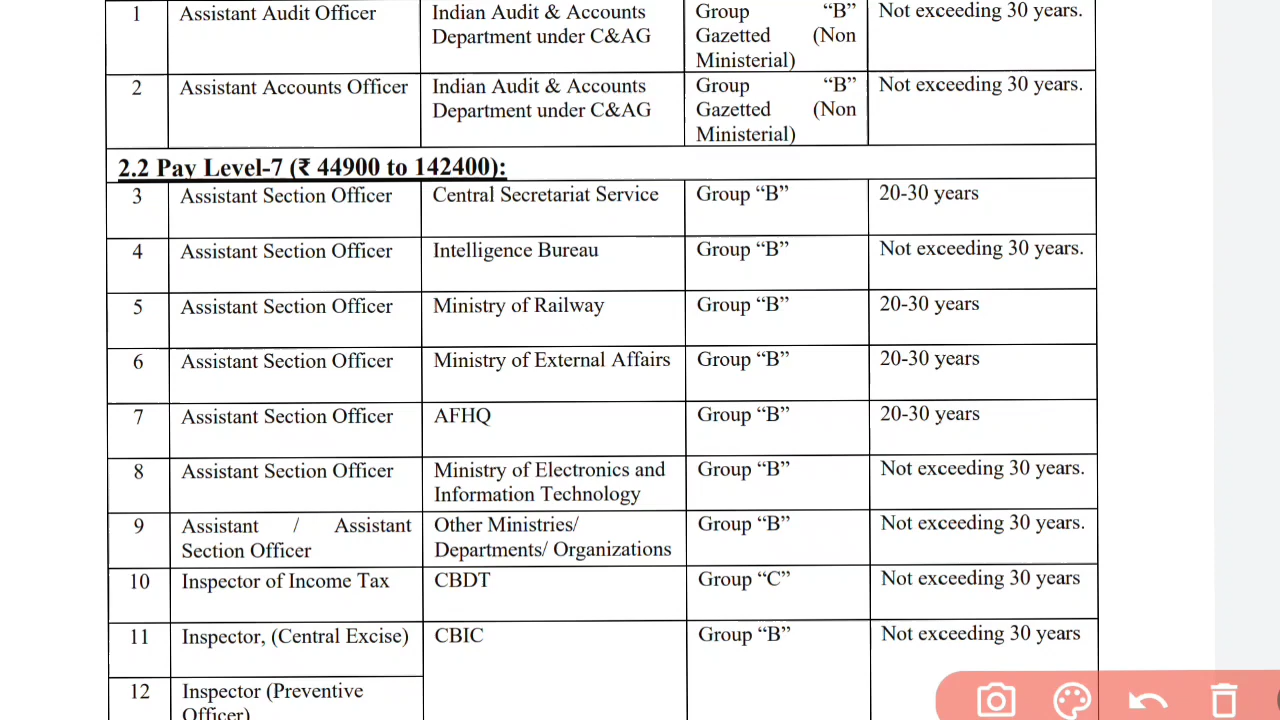 1 Assistant Audit Officer Indian Audit & Accounts Group “B” Not exceeding 30 years.
Department under C&AG Gazetted (Non
Ministerial)
2 Assistant Accounts Officer Indian Audit & Accounts Group “B” Not exceeding 30 years.
Department under C&AG Gazetted (Non
Ministerial)
2.2 Pay Level-7 (₹ 44900 to 142400):
3 Assistant Section Officer Central Secretariat Service Group “B” 20-30 years
4 Assistant Section Officer Intelligence Bureau Group “B” Not exceeding 30 years.
5 Assistant Section Officer Ministry of Railway Group “B” 20-30 years
6 Assistant Section Officer Ministry of External Affairs Group “B” 20-30 years
7 Assistant Section Officer AFHQ Group “B” 20-30 years
8 Assistant Section Officer Ministry of Electronics and Group “B” Not exceeding 30 years.
Information Technology
9 Assistant / Assistant Other Ministries/ Group “B” Not exceeding 30 years.
Section Officer Departments/ Organizations
10 Inspector of Income Tax CBDT Group “C” Not exceeding 30 years
11 Inspector, (Central Excise) CBIC Group “B” Not exceeding 30 years
12 Inspector (Preventive
Officer)